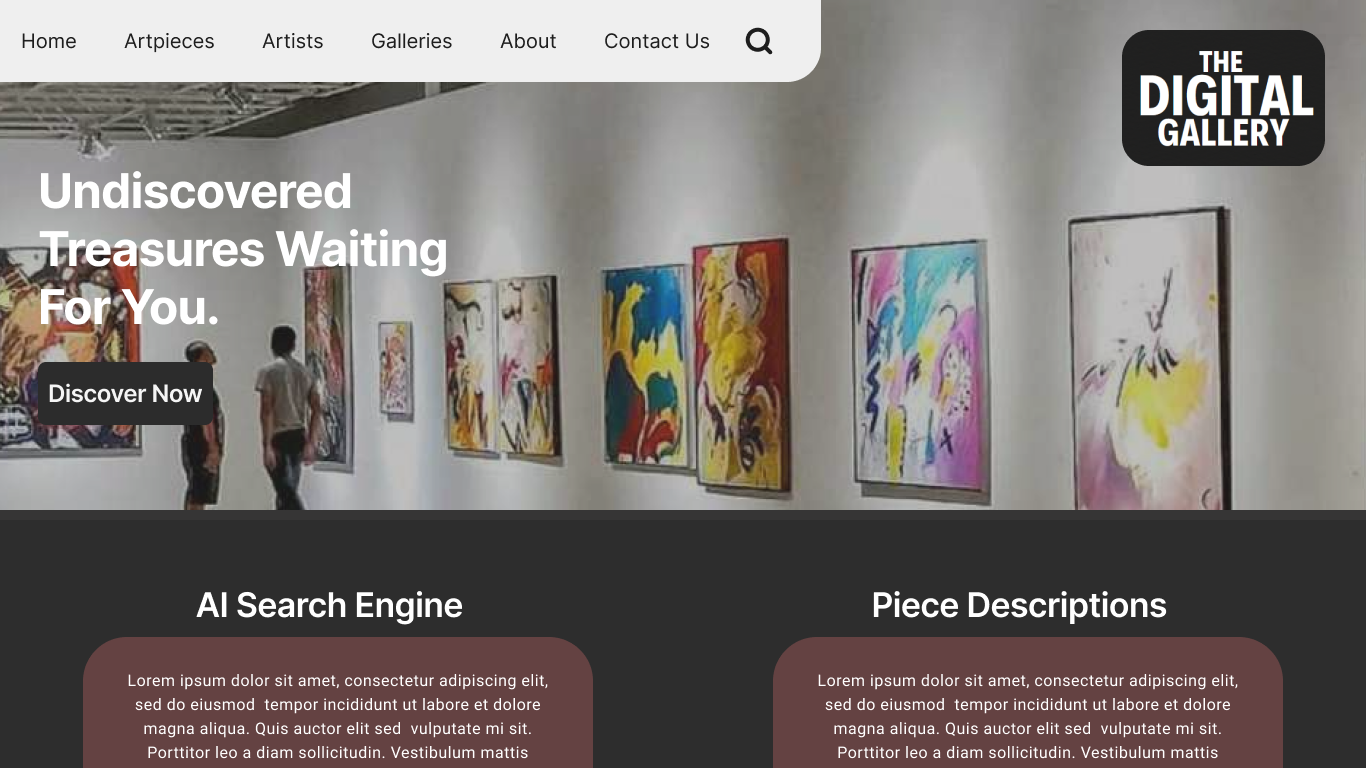 Home Artpieces Artists Galleries About Contact Us
THE
DIGITAL
GALLERY
Undiscovered
Treasures Waiting
For You.
Discover Now
AI Search Engine
Lorem ipsum dolor sit amet, consectetur adipiscing elit,
sed do eiusmod  tempor incididunt ut labore et dolore
magna aliqua. Quis auctor elit sed  vulputate mi sit.
Porttitor leo a diam sollicitudin. Vestibulum mattis
Piece Descriptions
Lorem ipsum dolor sit amet, consectetur adipiscing elit,
sed do eiusmod  tempor incididunt ut labore et dolore
magna aliqua. Quis auctor elit sed  vulputate mi sit.
Porttitor leo a diam sollicitudin. Vestibulum mattis